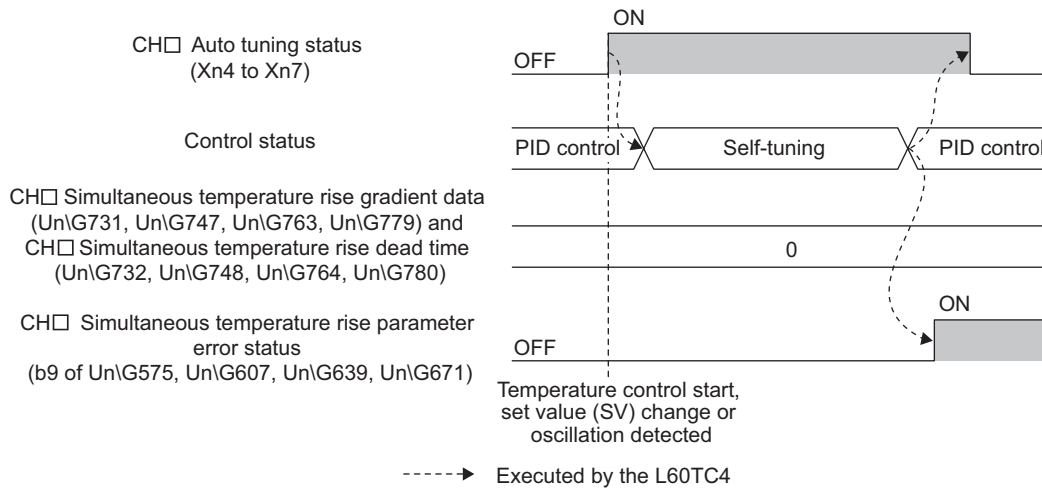 ON
CH□ Auto tuning status
(Xn4 to Xn7)
OFF
Control status
PID control
Self-tuning
PID control
CH□ Simultaneous temperature rise gradient data
(Un\G731, Un\G747, Un\G763, Un\G779) and
CH□ Simultaneous temperature rise dead time
(Un\G732, Un\G748, Un\G764, Un\G780)
0
ON
CH□ Simultaneous temperature rise parameter
error status
(b9 of Un\G575, Un\G607, Un\G639, Un\G671)
OFF
Temperature control start,
set value (SV) change or
oscillation detected
Executed by the L60TC4